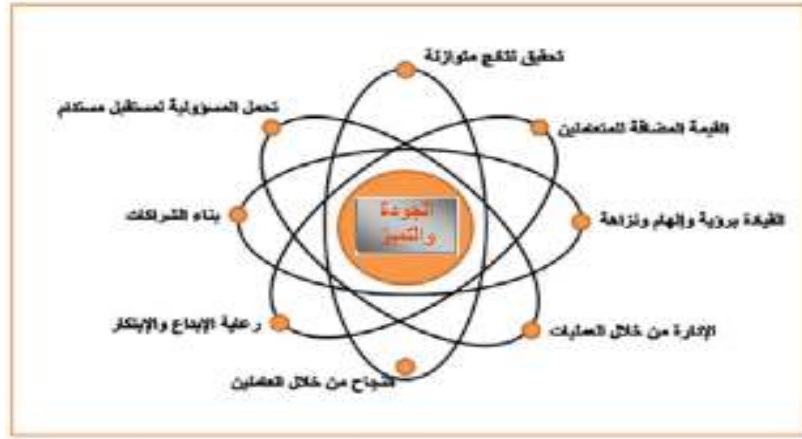 تحقيق نتائج متوازنة
القيمة المضافة للمتعاملين
القيادة برؤية وإلهام ونزاهة
الإدارة من خلال العمليات
النجاح من خلال العاملين
رعاية الإبداع والإبتكار
بناء الشراكات
تحمل المسؤولية لمستقبل مستدام
الجودة
والتميز